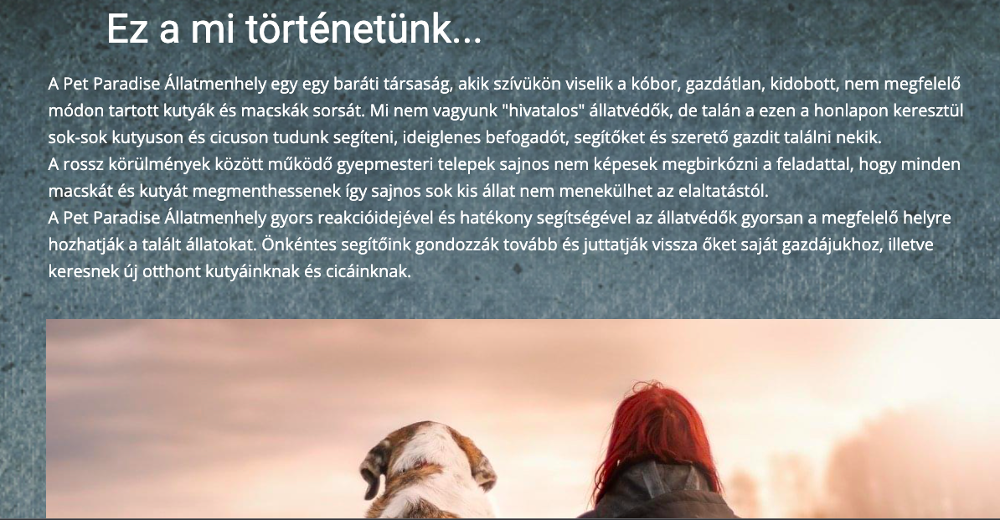 Ez a mi történetünk...
A Pet Paradise Állatmenhely egy egy baráti társaság, akik szívükön viselik a kóbor, gazdátlan, kidobott, nem megfelelő
módon tartott kutyák és macskák sorsát. Mi nem vagyunk "hivatalos" állatvédők, de talán a ezen a honlapon keresztül
sok-sok kutyuson és cicuson tudunk segíteni, ideiglenes befogadót, segítőket és szerető gazdit találni nekik.
A rossz körülmények között működő gyepmesteri telepek sajnos nem képesek megbirkózni a feladattal, hogy minden
macskát és kutyát megmenthessenek így sajnos sok kis állat nem menekülhet az elaltatástól.
A Pet Paradise Állatmenhely gyors reakcióidejével és hatékony segítségével az állatvédők gyorsan a megfelelő helyre
hozhatják a talált állatokat. Önkéntes segítőink gondozzák tovább és juttatják vissza őket saját gazdájukhoz, illetve
keresnek új otthont kutyáinknak és cicáinknak.